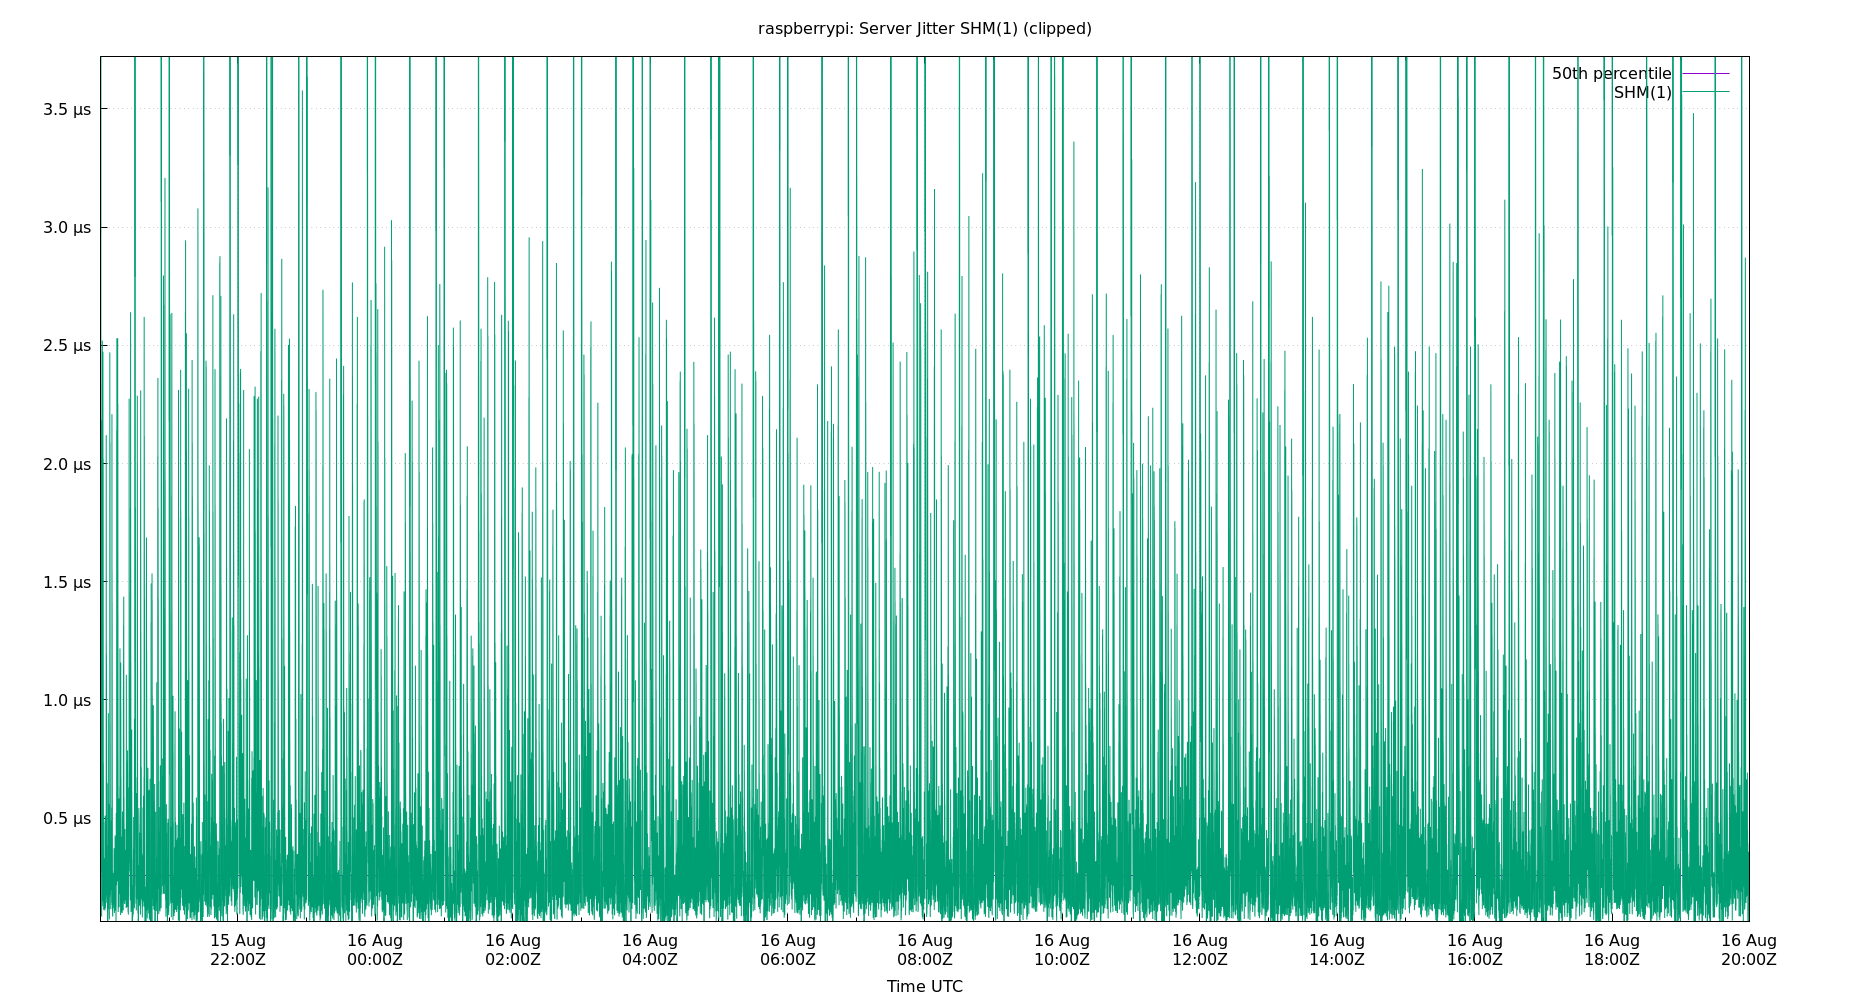 raspberrypi: Server Jitter SHM(1) (clipped)
50th percentile
SHM(1)
3.5 µs
3.0 µs
2.5 µs
2.0 µs
1.5 µs
1.0 µs
0.5 µs
15 Aug 16 Aug 16 Aug 16 Aug 16 Aug 16 Aug 16 Aug 16 Aug 16 Aug 16 Aug 16 Aug 16 Aug
22:00Z 00:00Z 02:00Z 04:00Z 06:00Z 08:00Z 10:00Z 12:00Z 14:00Z 16:00Z 18:00Z 20:00Z
Time UTC